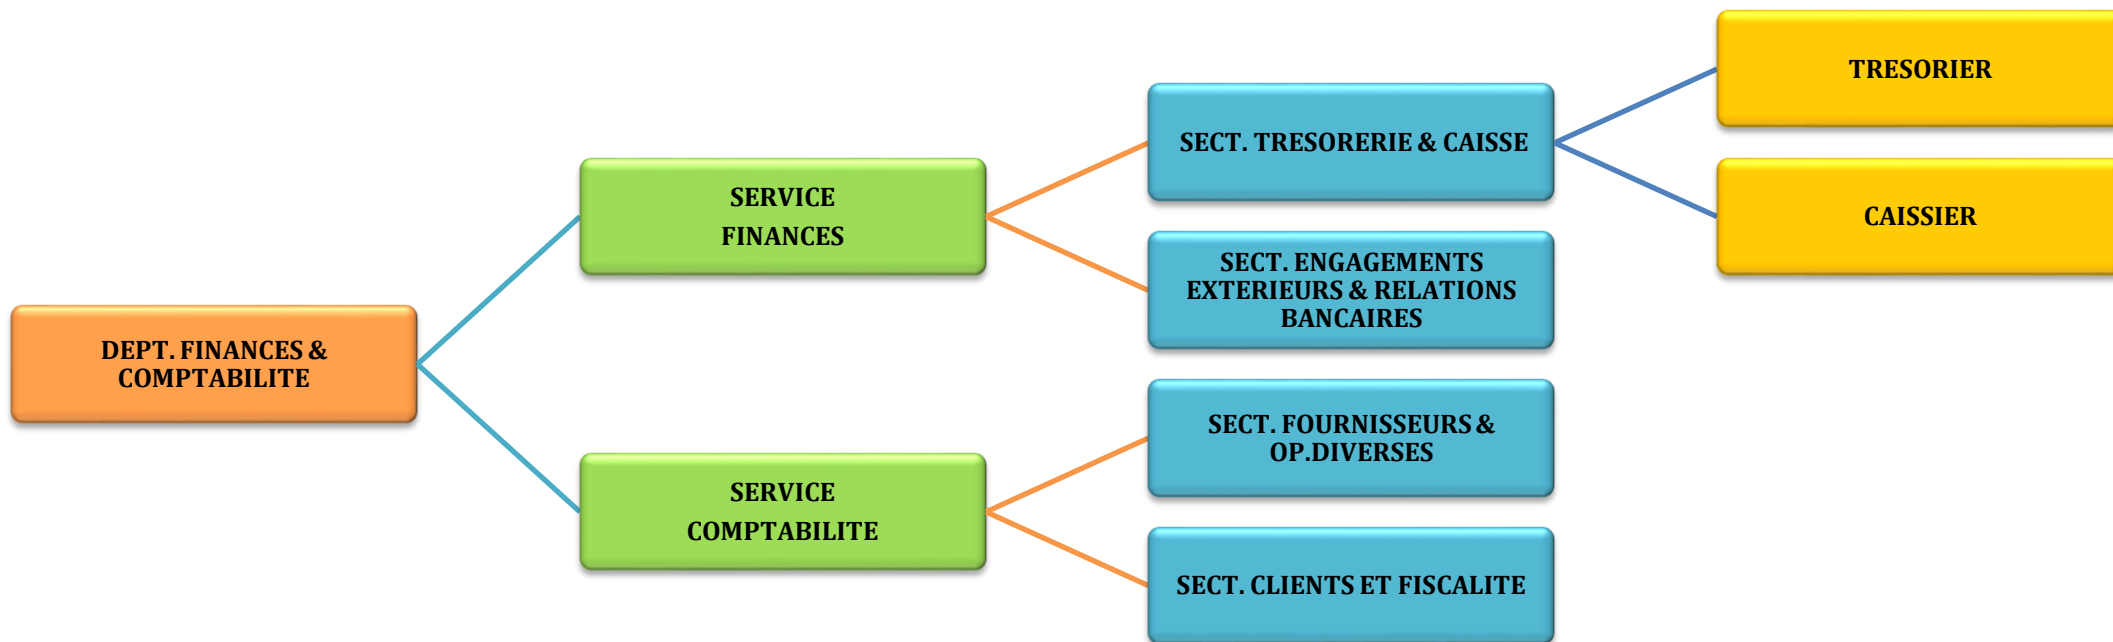 DEPT. FINANCES &
COMPTABILITE
SERVICE
FINANCES
SERVICE
COMPTABILITE
SECT. TRESORERIE & CAISSE
SECT. ENGAGEMENTS
EXTERIEURS & RELATIONS
BANCAIRES
SECT. FOURNISSEURS &
OP.DIVERSES
SECT. CLIENTS ET FISCALITE
TRESORIER
CAISSIER